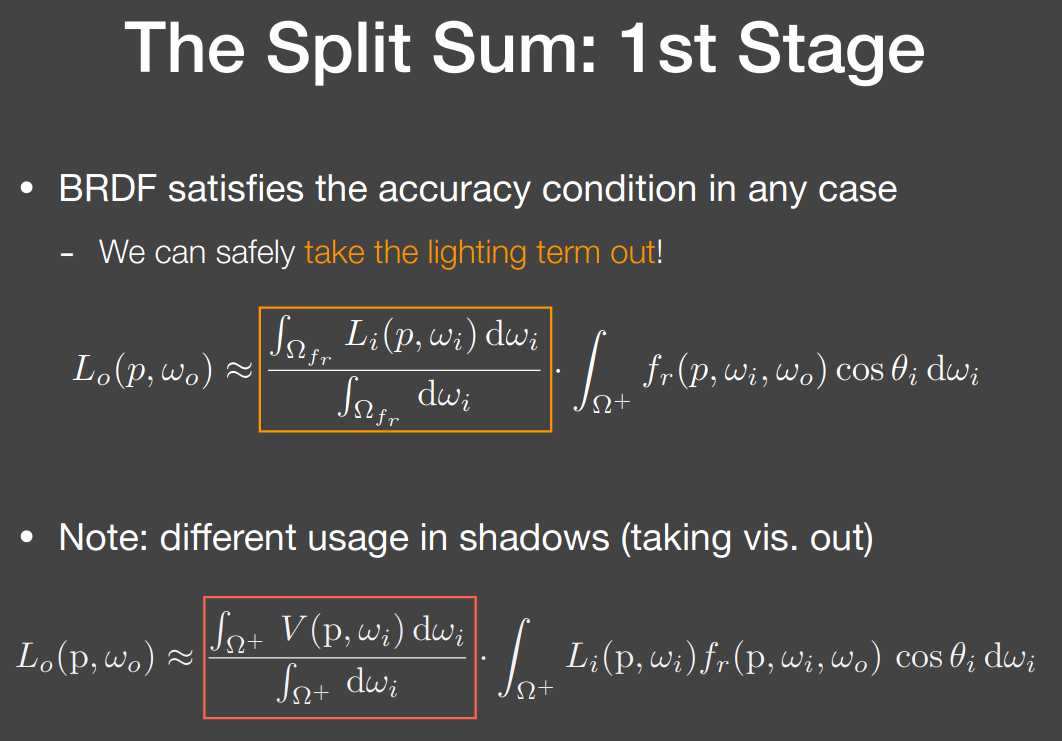 The Split Sum: 1st Stage
• BRDF satisfies the accuracy condition in any case
- We can safely take the lighting term out!
$L_o(p, \omega_o) \approx \frac{\int_{\Omega_{f_r}} L_i(p, \omega_i) \, \mathrm{d}\omega_i}{\int_{\Omega_{f_r}} \mathrm{d}\omega_i} \cdot \int_{\Omega^+} f_r(p, \omega_i, \omega_o) \cos\theta_i \, \mathrm{d}\omega_i$
• Note: different usage in shadows (taking vis. out)
$L_o(\mathrm{p}, \omega_o) \approx \frac{\int_{\Omega^+} V(\mathrm{p}, \omega_i) \, \mathrm{d}\omega_i}{\int_{\Omega^+} \mathrm{d}\omega_i} \cdot \int_{\Omega^+} L_i(\mathrm{p}, \omega_i) f_r(\mathrm{p}, \omega_i, \omega_o) \cos\theta_i \, \mathrm{d}\omega_i$